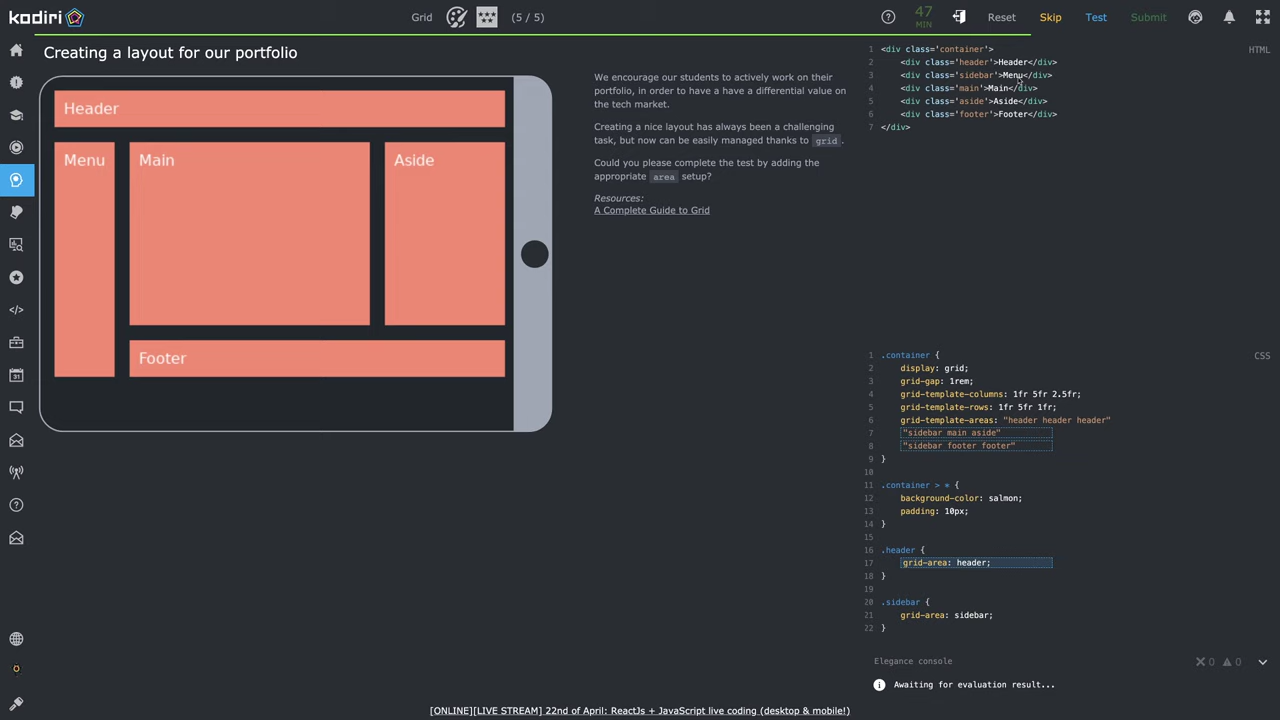 kodiri
Grid
(5 / 5)
47
MIN
Reset
Skip
Test
Submit
Creating a layout for our portfolio
Header
Menu
Main
Aside
Footer
We encourage our students to actively work on their
portfolio, in order to have a have a differential value on
the tech market.
Creating a nice layout has always been a challenging
task, but now can be easily managed thanks to grid.
Could you please complete the test by adding the
appropriate area setup?
Resources:
A Complete Guide to Grid
HTML
1 <div class='container'>
2 <div class='header'>Header</div>
3 <div class='sidebar'>Menu</div>
4 <div class='main'>Main</div>
5 <div class='aside'>Aside</div>
6 <div class='footer'>Footer</div>
7 </div>
CSS
1 .container {
2 display: grid;
3 grid-gap: 1rem;
4 grid-template-columns: 1fr 5fr 2.5fr;
5 grid-template-rows: 1fr 5fr 1fr;
6 grid-template-areas: "header header header"
7 "sidebar main aside"
8 "sidebar footer footer"
9 }
10
11 .container > * {
12 background-color: salmon;
13 padding: 10px;
14 }
15
16 .header {
17 grid-area: header;
18 }
19
20 .sidebar {
21 grid-area: sidebar;
22 }
Elegance console
0
0
Awaiting for evaluation result...
31
[ONLINE][LIVE STREAM] 22nd of April: ReactJs + JavaScript live coding (desktop & mobile!)